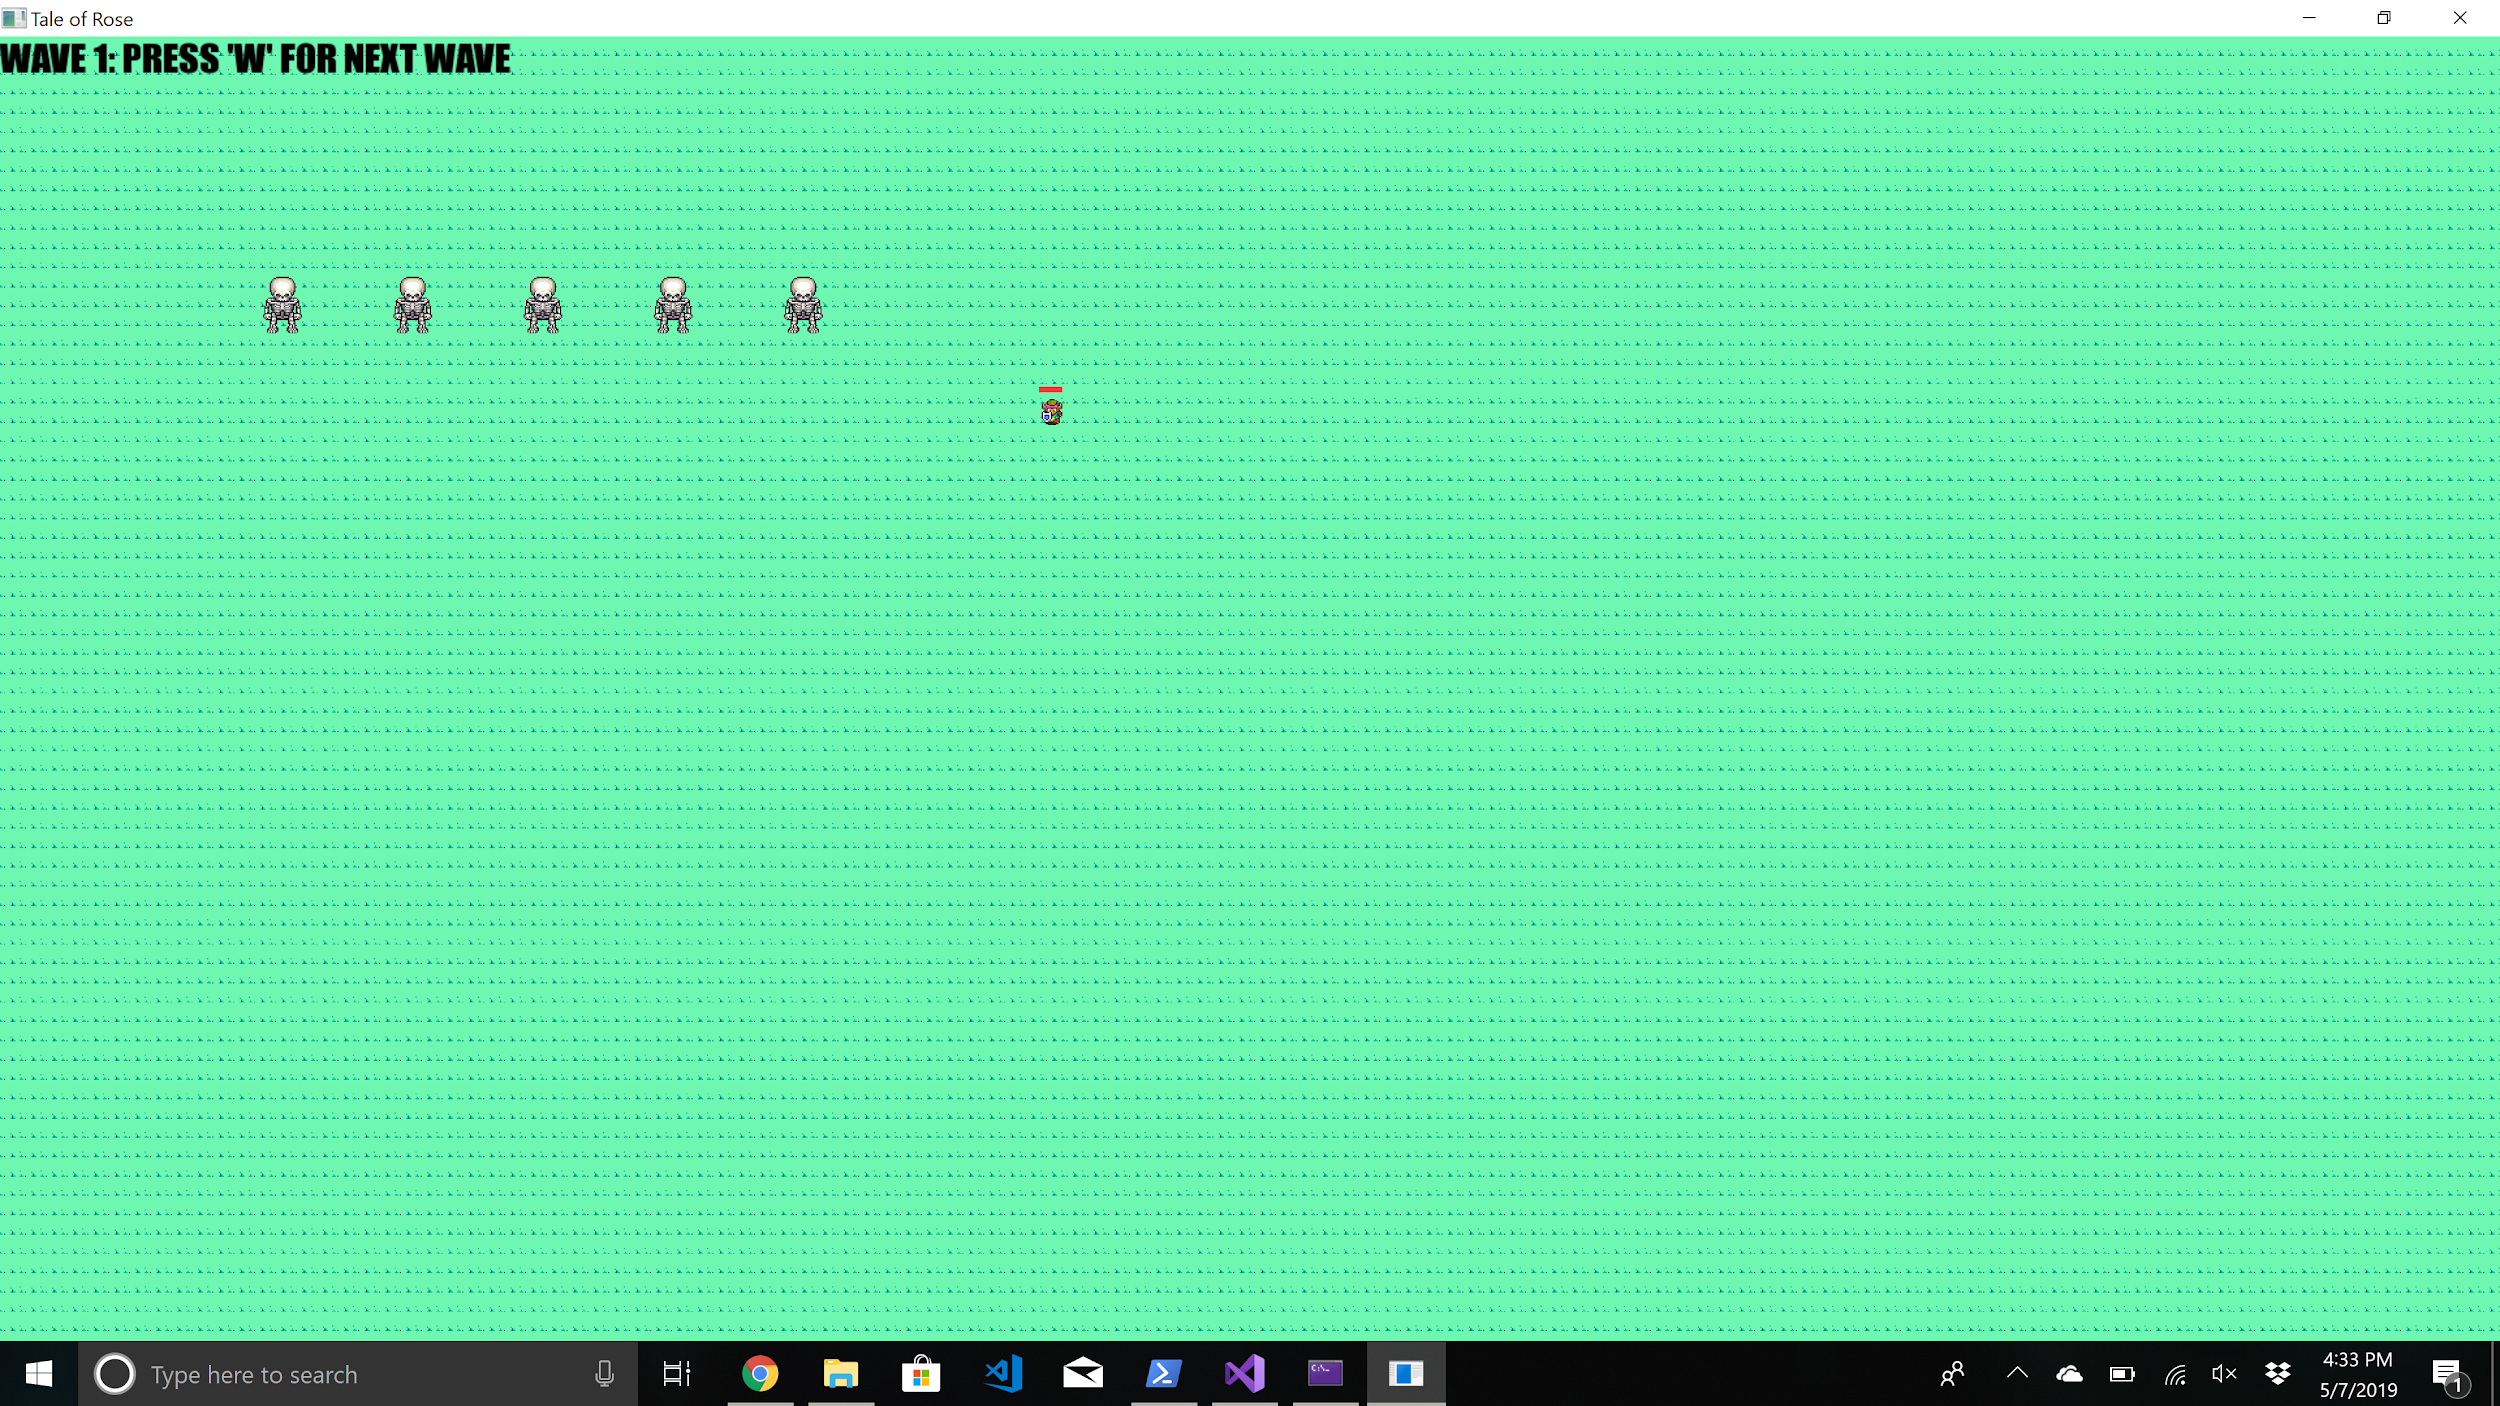 Tale of Rose
WAVE 1: PRESS 'W' FOR NEXT WAVE
Type here to search
C:\_
4:33 PM
5/7/2019
1